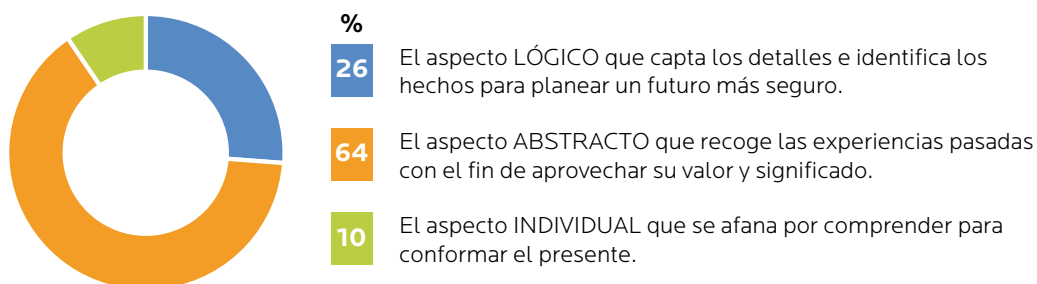 %
26
El aspecto LÓGICO que capta los detalles e identifica los
hechos para planear un futuro más seguro.
64
El aspecto ABSTRACTO que recoge las experiencias pasadas
con el fin de aprovechar su valor y significado.
10
El aspecto INDIVIDUAL que se afana por comprender para
conformar el presente.